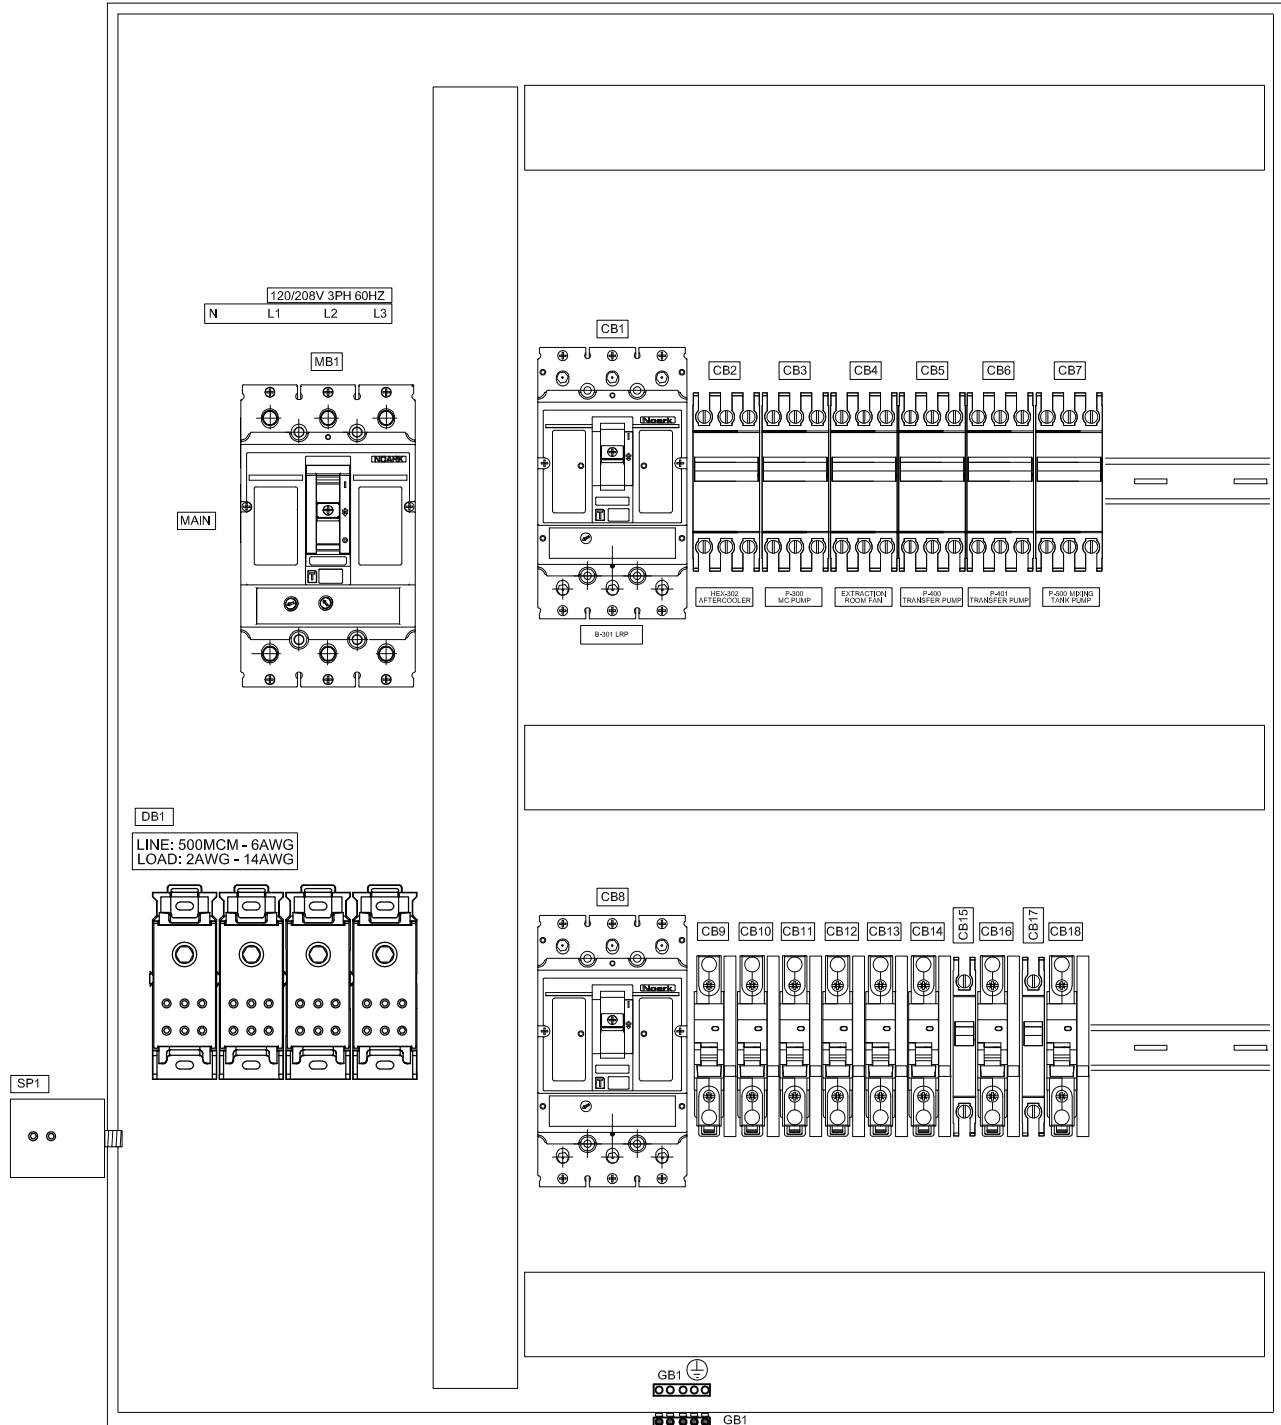 120/208V 3PH 60HZ
N L1 L2 L3
MB1
NOARK
MAIN
CB1
CB2
CB3
CB4
CB5
CB6
CB7
Noark
HEX-302
AFTERCOOLER
P-300
MC PUMP
EXTRACTION
ROOM FAN
P-400
TRANSFER PUMP
P-401
TRANSFER PUMP
P-500 MIXING
TANK PUMP
B-301 LRP
DB1
LINE: 500MCM - 6AWG
LOAD: 2AWG - 14AWG
CB8
CB9
CB10
CB11
CB12
CB13
CB14
CB15
CB16
CB17
CB18
Noark
SP1
GB1
GB1